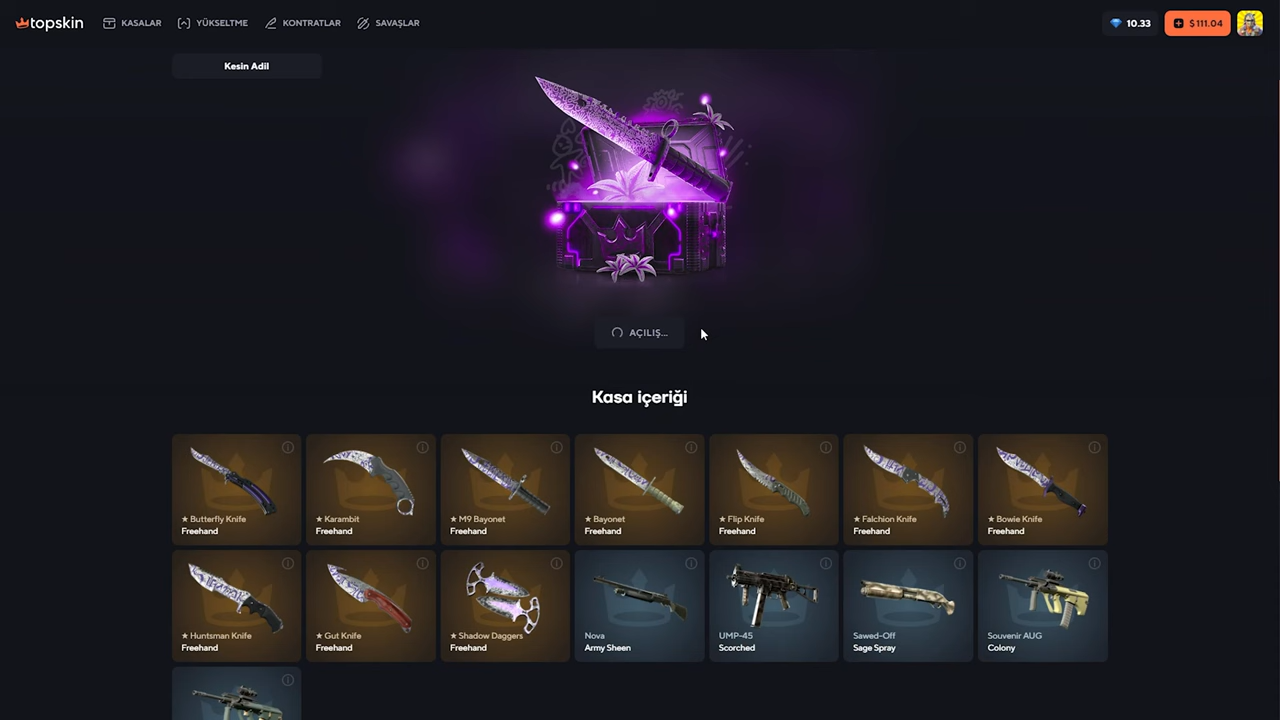 topskin
KASALAR
YÜKSELTME
KONTRATLAR
SAVAŞLAR
10.33
$ 111.04
Kesin Adil
AÇILIŞ...
Kasa içeriği
★ Butterfly Knife
Freehand
★ Karambit
Freehand
★ M9 Bayonet
Freehand
★ Bayonet
Freehand
★ Flip Knife
Freehand
★ Falchion Knife
Freehand
★ Bowie Knife
Freehand
★ Huntsman Knife
Freehand
★ Gut Knife
Freehand
★ Shadow Daggers
Freehand
Nova
Army Sheen
UMP-45
Scorched
Sawed-Off
Sage Spray
Souvenir AUG
Colony